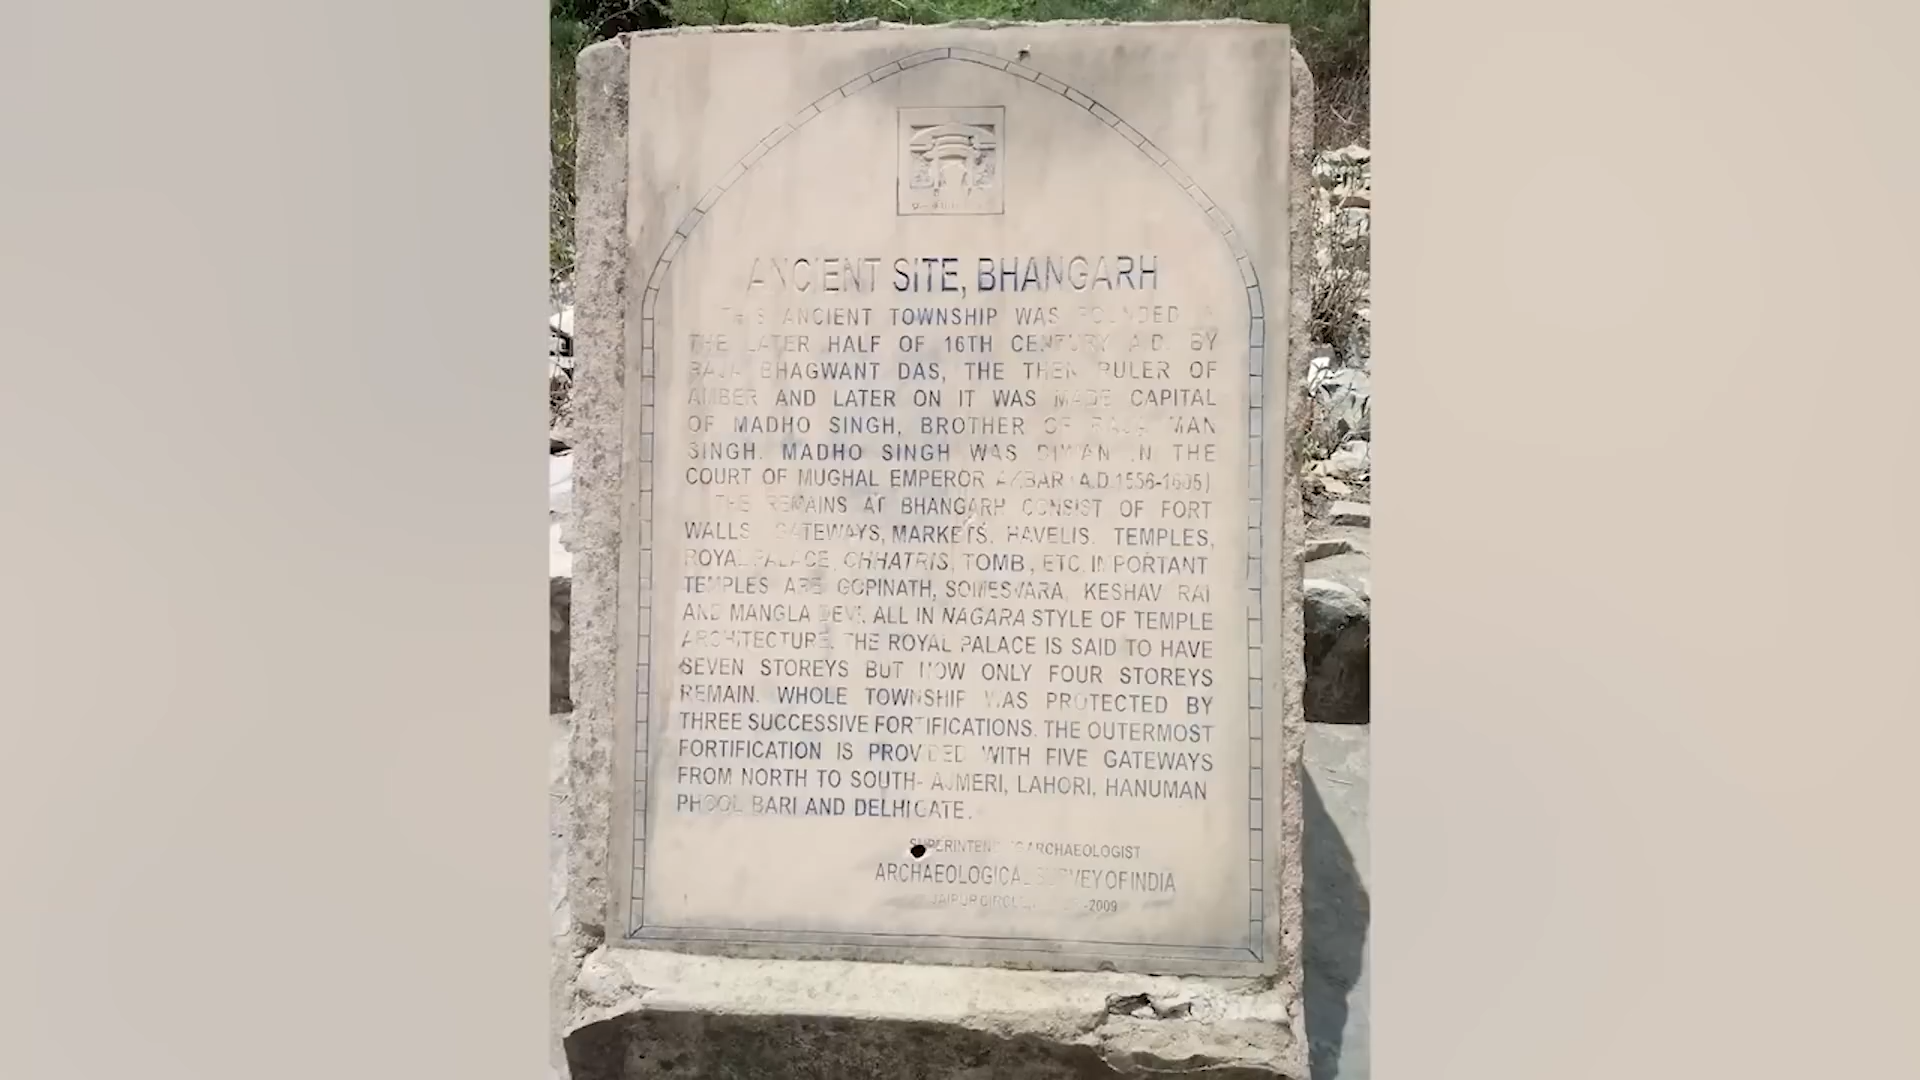 ANCIENT SITE, BHANGARH
THIS ANCIENT TOWNSHIP WAS FOUNDED IN
THE LATER HALF OF 16TH CENTURY A.D. BY
RAJA BHAGWANT DAS, THE THEN RULER OF
AMBER AND LATER ON IT WAS MADE CAPITAL
OF MADHO SINGH, BROTHER OF RAJA MAN
SINGH. MADHO SINGH WAS DIWAN IN THE
COURT OF MUGHAL EMPEROR AKBAR (A.D.1556-1605)
THE REMAINS AT BHANGARH CONSIST OF FORT
WALLS, GATEWAYS, MARKETS, HAVELIS, TEMPLES,
ROYAL PALACE, CHHATRIS, TOMB, ETC. IMPORTANT
TEMPLES ARE GOPINATH, SOMESVARA, KESHAV RAI
AND MANGLA DEVI, ALL IN NAGARA STYLE OF TEMPLE
ARCHITECTURE. THE ROYAL PALACE IS SAID TO HAVE
SEVEN STOREYS BUT NOW ONLY FOUR STOREYS
REMAIN. WHOLE TOWNSHIP WAS PROTECTED BY
THREE SUCCESSIVE FORTIFICATIONS. THE OUTERMOST
FORTIFICATION IS PROVIDED WITH FIVE GATEWAYS
FROM NORTH TO SOUTH- AJMERI, LAHORI, HANUMAN
PHOOL BARI AND DELHI GATE.
SUPERINTENDING ARCHAEOLOGIST
ARCHAEOLOGICAL SURVEY OF INDIA
JAIPUR CIRCLE, -2009